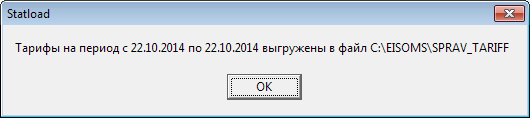 Statload
Тарифы на период с 22.10.2014 по 22.10.2014 выгружены в файл C:\EISOMS\SPRAV_TARIFF
OK